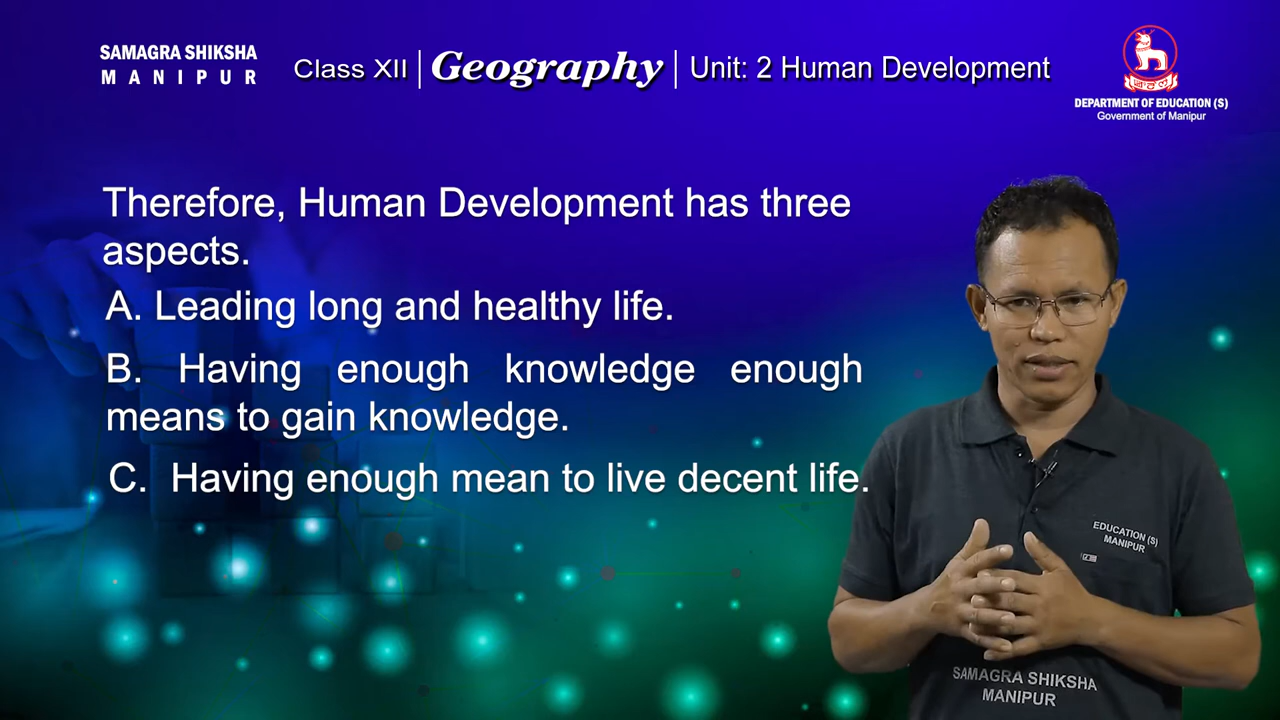 SAMAGRA SHIKSHA
MANIPUR
Class XII | Geography | Unit: 2 Human Development
DEPARTMENT OF EDUCATION (S)
Government of Manipur
Therefore, Human Development has three
aspects.
A. Leading long and healthy life.
B. Having enough knowledge enough
means to gain knowledge.
C. Having enough mean to live decent life.
EDUCATION (S)
MANIPUR
SAMAGRA SHIKSHA
MANIPUR